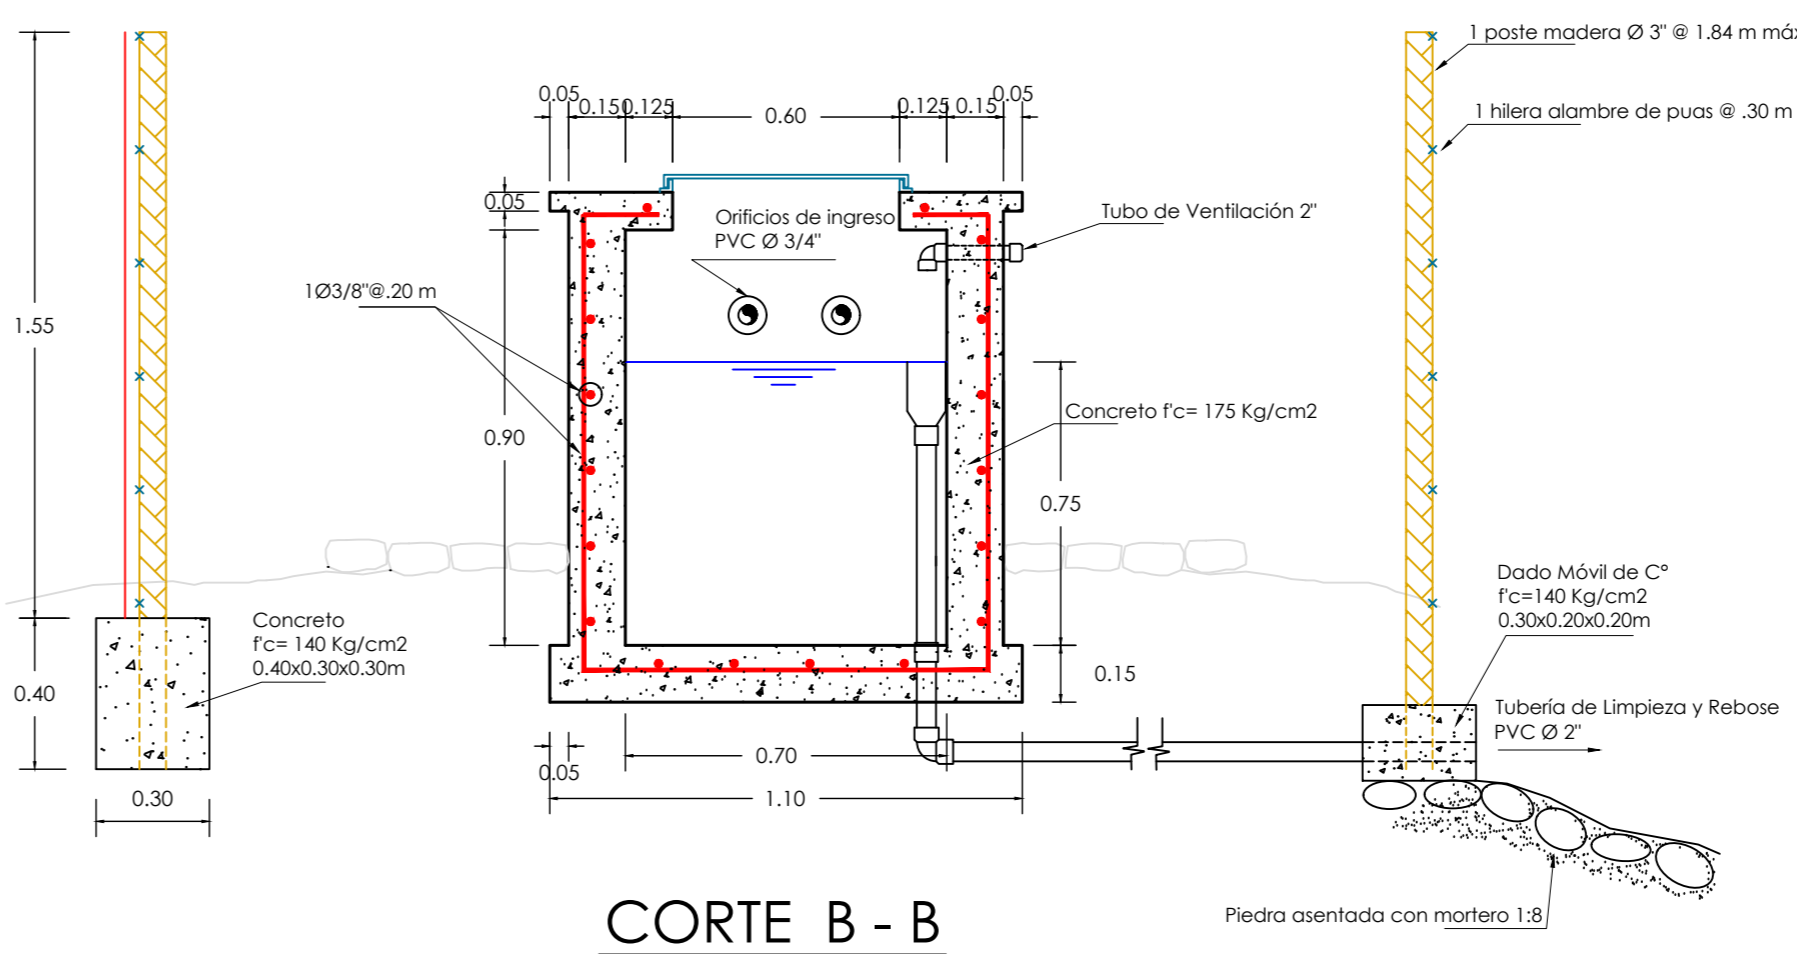 1 poste madera Ø 3" @ 1.84 m máx
1 hilera alambre de puas @ .30 m
0.05
0.15
0.125
0.60
0.125
0.15
0.05
0.05
Orificios de ingreso
PVC Ø 3/4"
Tubo de Ventilación 2"
1Ø3/8"@.20 m
1.55
0.90
Concreto f'c= 175 Kg/cm2
0.75
Concreto
f'c= 140 Kg/cm2
0.40x0.30x0.30m
Dado Móvil de Cº
f'c=140 Kg/cm2
0.30x0.20x0.20m
0.40
0.15
Tubería de Limpieza y Rebose
PVC Ø 2"
0.05
0.70
0.30
1.10
CORTE B - B
Piedra asentada con mortero 1:8